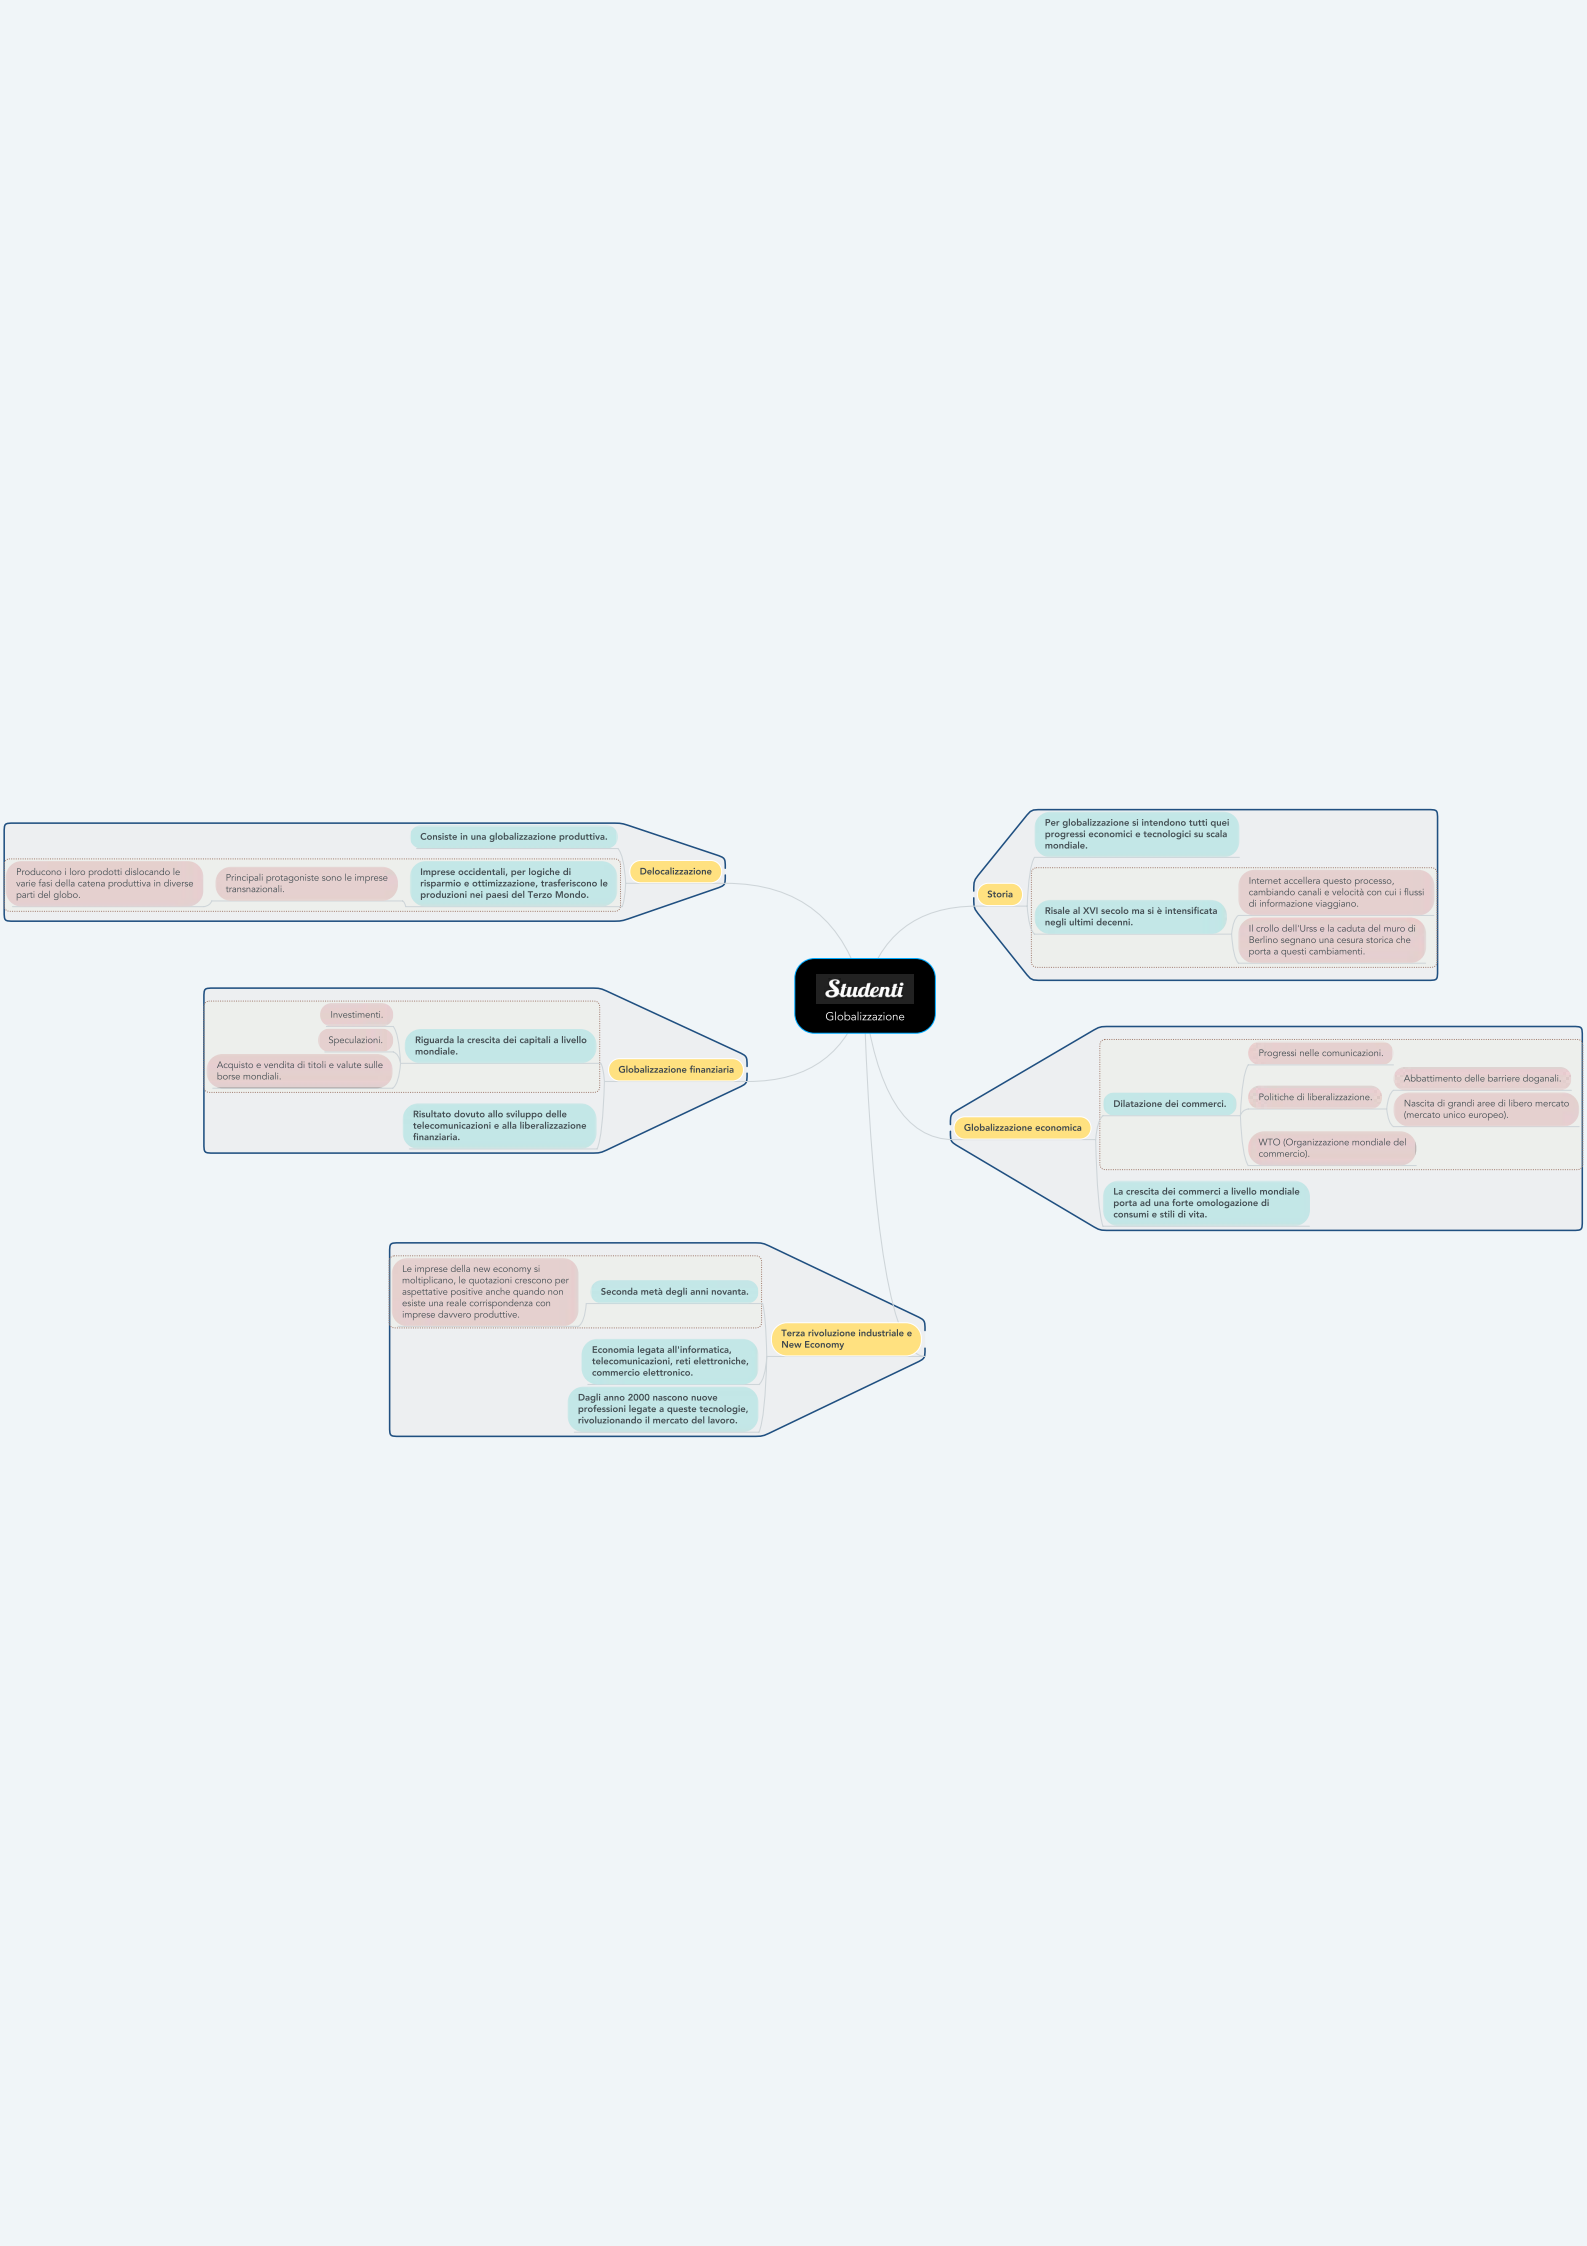 Studenti
Globalizzazione
Storia
Per globalizzazione si intendono tutti quei
progressi economici e tecnologici su scala
mondiale.
Risale al XVI secolo ma si è intensificata
negli ultimi decenni.
Internet accellera questo processo,
cambiando canali e velocità con cui i flussi
di informazione viaggiano.
Il crollo dell'Urss e la caduta del muro di
Berlino segnano una cesura storica che
porta a questi cambiamenti.
Globalizzazione economica
Dilatazione dei commerci.
Progressi nelle comunicazioni.
Politiche di liberalizzazione.
Abbattimento delle barriere doganali.
Nascita di grandi aree di libero mercato
(mercato unico europeo).
WTO (Organizzazione mondiale del
commercio).
La crescita dei commerci a livello mondiale
porta ad una forte omologazione di
consumi e stili di vita.
Terza rivoluzione industriale e
New Economy
Seconda metà degli anni novanta.
Le imprese della new economy si
moltiplicano, le quotazioni crescono per
aspettative positive anche quando non
esiste una reale corrispondenza con
imprese davvero produttive.
Economia legata all'informatica,
telecomunicazioni, reti elettroniche,
commercio elettronico.
Dagli anno 2000 nascono nuove
professioni legate a queste tecnologie,
rivoluzionando il mercato del lavoro.
Globalizzazione finanziaria
Riguarda la crescita dei capitali a livello
mondiale.
Investimenti.
Speculazioni.
Acquisto e vendita di titoli e valute sulle
borse mondiali.
Risultato dovuto allo sviluppo delle
telecomunicazioni e alla liberalizzazione
finanziaria.
Delocalizzazione
Consiste in una globalizzazione produttiva.
Imprese occidentali, per logiche di
risparmio e ottimizzazione, trasferiscono le
produzioni nei paesi del Terzo Mondo.
Principali protagoniste sono le imprese
transnazionali.
Producono i loro prodotti dislocando le
varie fasi della catena produttiva in diverse
parti del globo.